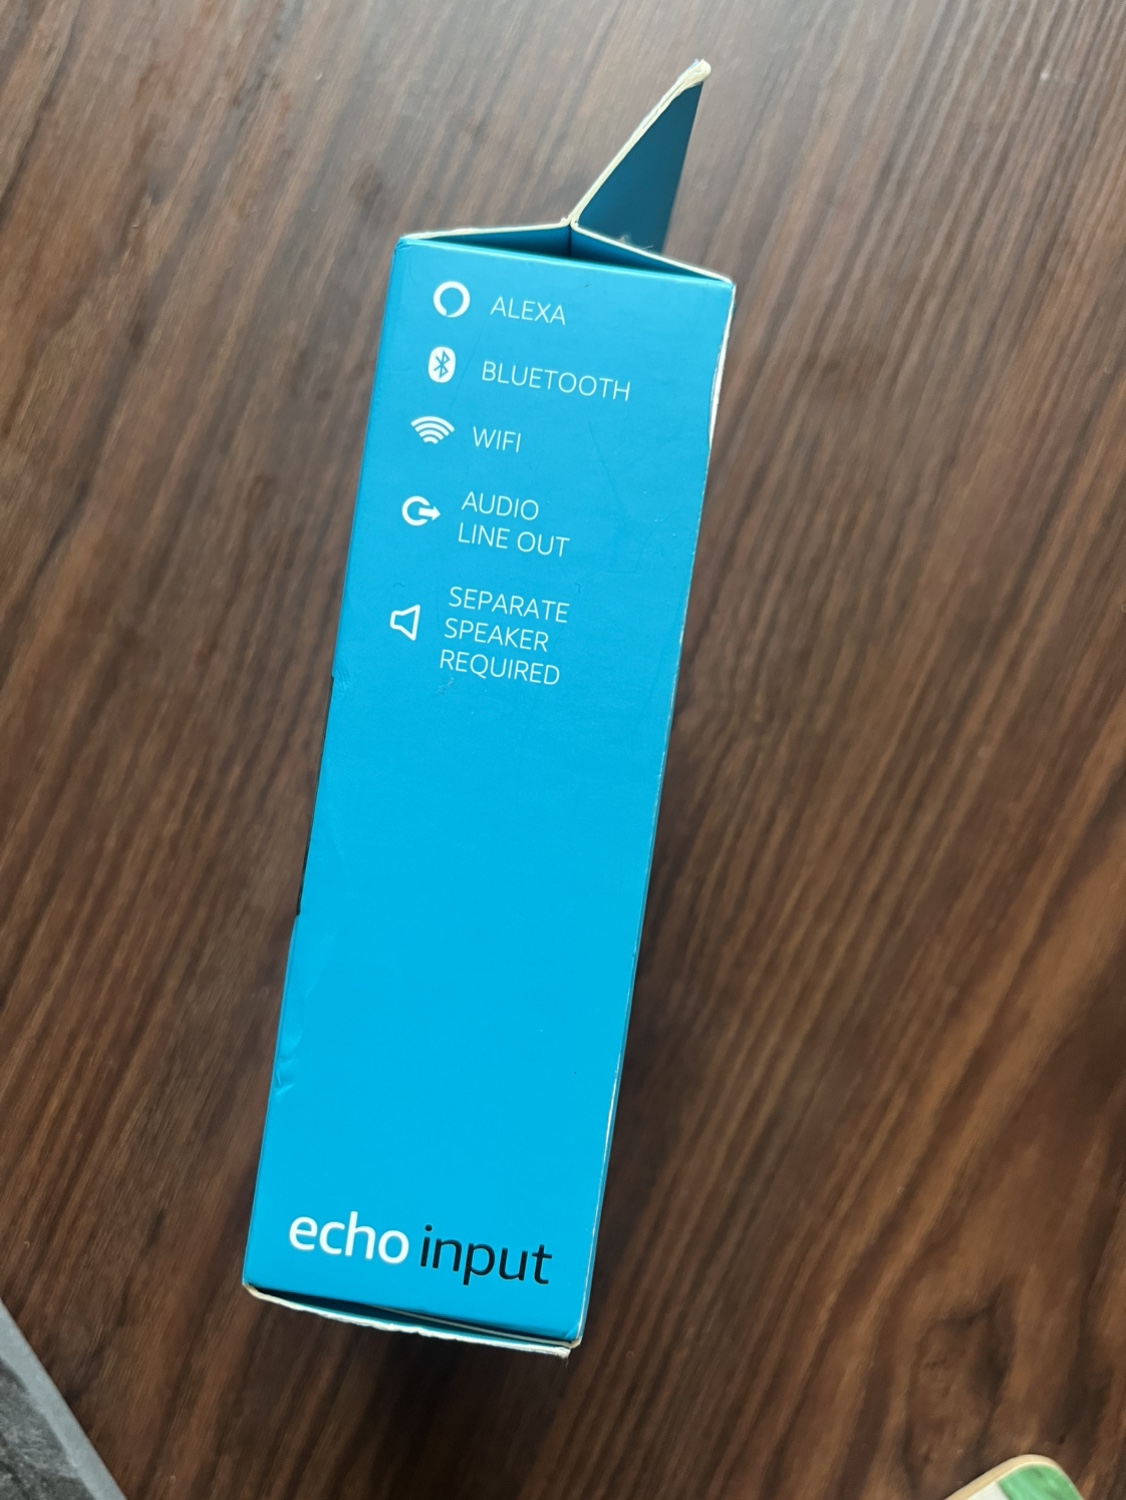 ALEXA
BLUETOOTH
WIFI
AUDIO
LINE OUT
SEPARATE
SPEAKER
REQUIRED
echo input